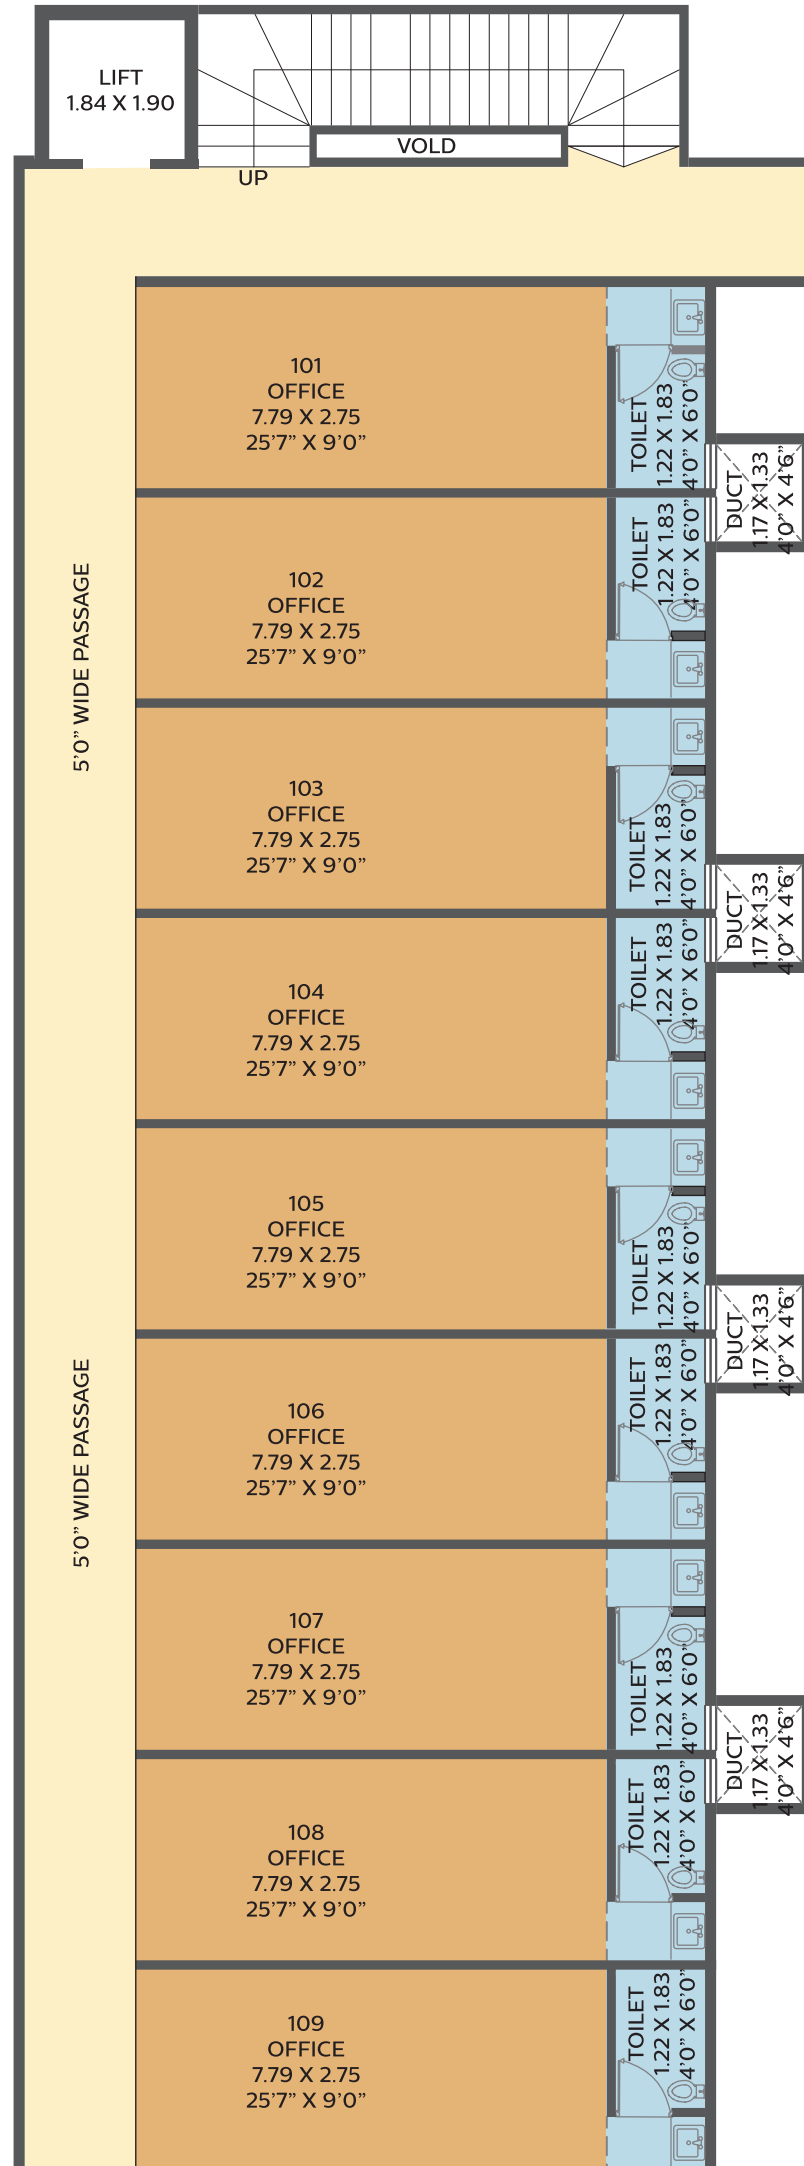 LIFT
1.84 X 1.90
VOLD
UP
101
OFFICE
7.79 X 2.75
25’7” X 9’0”
TOILET
1.22 X 1.83
4’0” X 6’0”
DUCT
1.17 X 1.33
4’0” X 4’6”
102
OFFICE
7.79 X 2.75
25’7” X 9’0”
TOILET
1.22 X 1.83
4’0” X 6’0”
5’0” WIDE PASSAGE
103
OFFICE
7.79 X 2.75
25’7” X 9’0”
TOILET
1.22 X 1.83
4’0” X 6’0”
DUCT
1.17 X 1.33
4’0” X 4’6”
104
OFFICE
7.79 X 2.75
25’7” X 9’0”
TOILET
1.22 X 1.83
4’0” X 6’0”
105
OFFICE
7.79 X 2.75
25’7” X 9’0”
TOILET
1.22 X 1.83
4’0” X 6’0”
DUCT
1.17 X 1.33
4’0” X 4’6”
106
OFFICE
7.79 X 2.75
25’7” X 9’0”
TOILET
1.22 X 1.83
4’0” X 6’0”
5’0” WIDE PASSAGE
107
OFFICE
7.79 X 2.75
25’7” X 9’0”
TOILET
1.22 X 1.83
4’0” X 6’0”
DUCT
1.17 X 1.33
4’0” X 4’6”
108
OFFICE
7.79 X 2.75
25’7” X 9’0”
TOILET
1.22 X 1.83
4’0” X 6’0”
109
OFFICE
7.79 X 2.75
25’7” X 9’0”
TOILET
1.22 X 1.83
4’0” X 6’0”